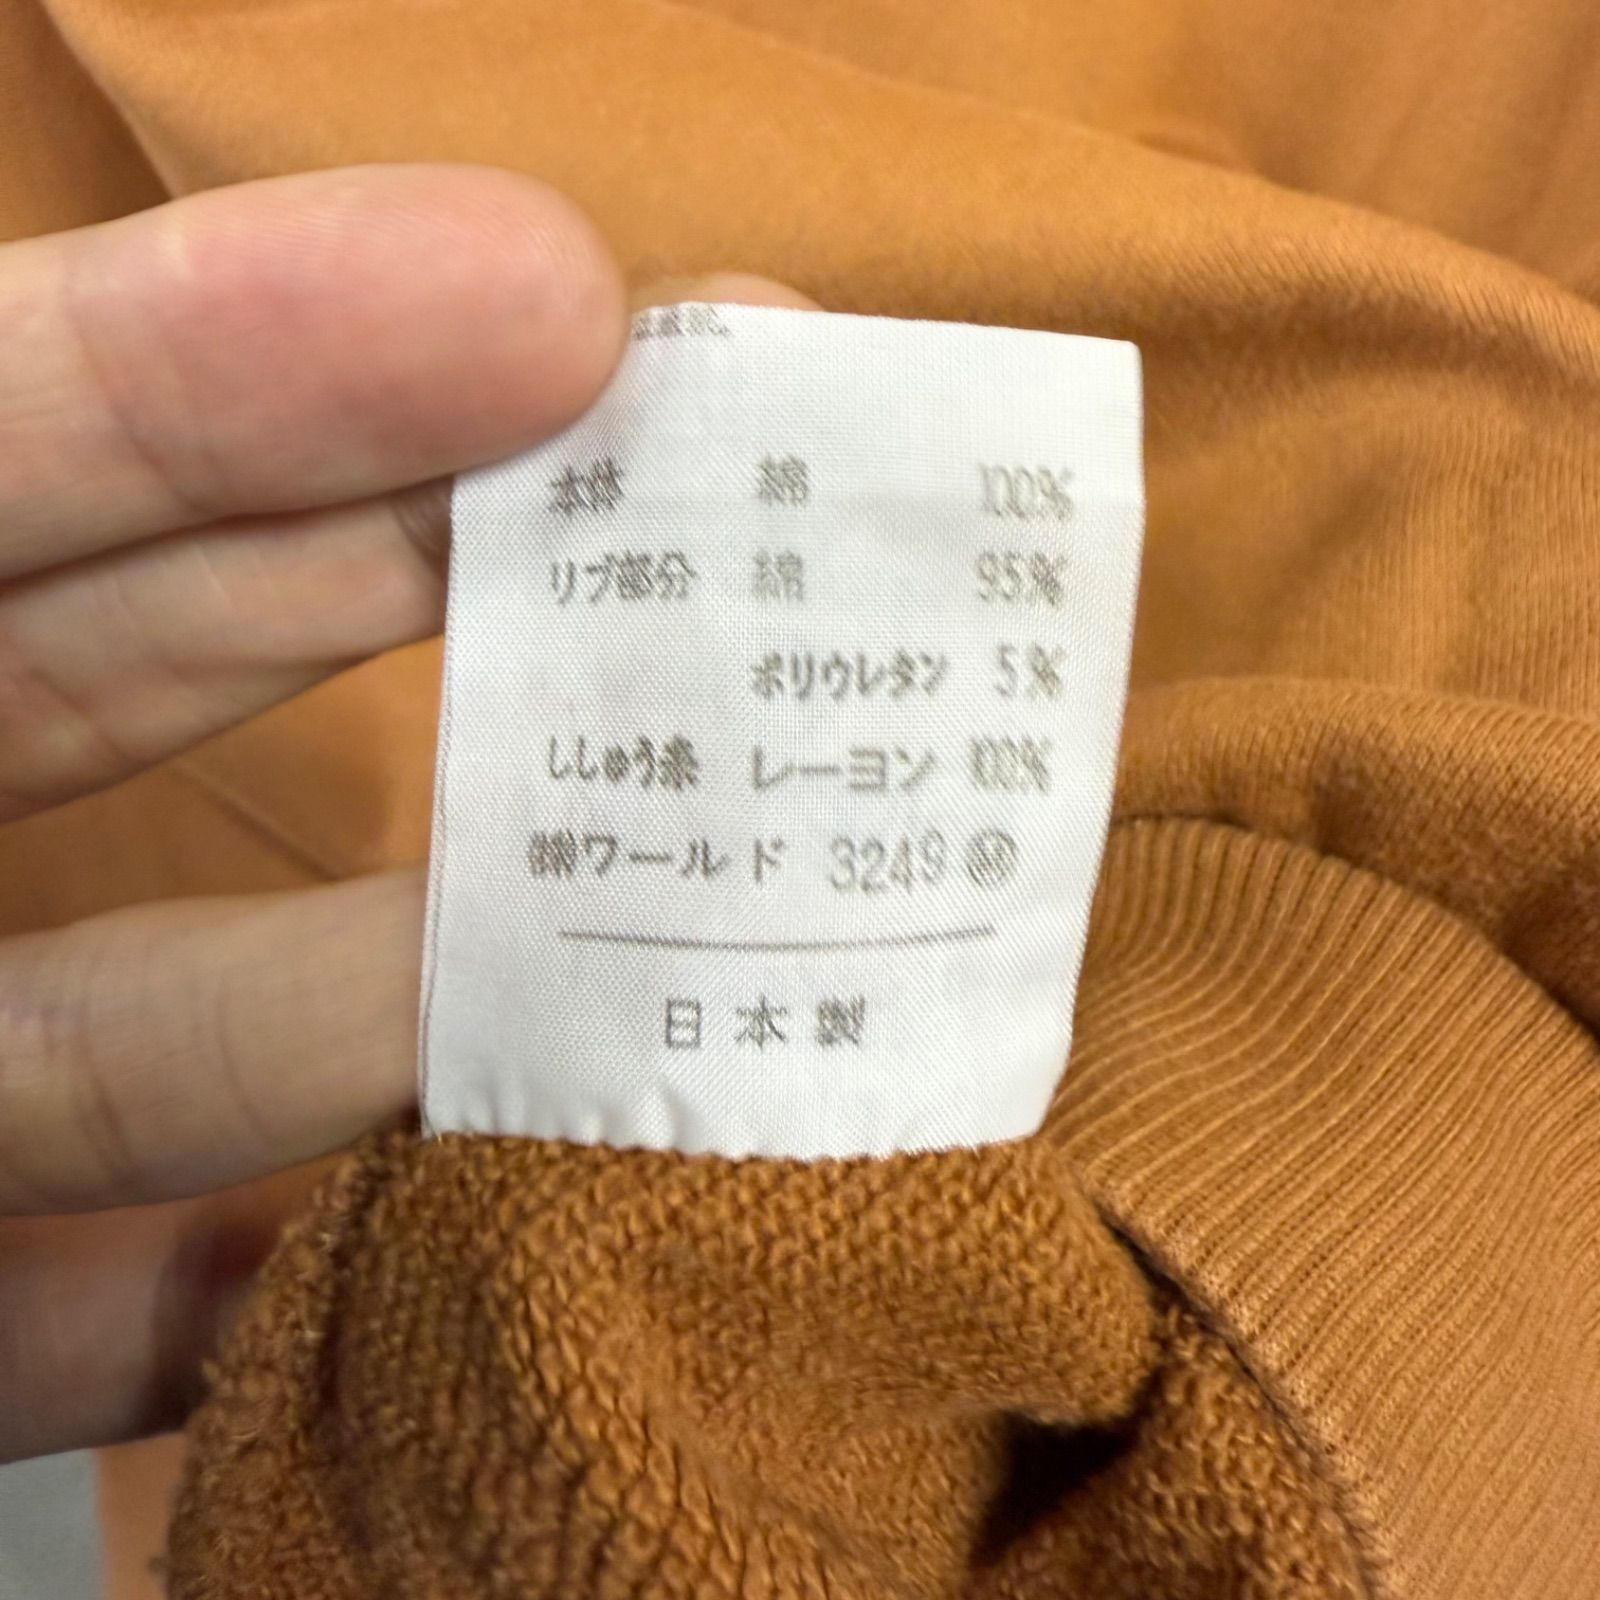 本体 綿 100%
リブ部分 綿 95%
ポリウレタン 5%
ししゅう糸 レーヨン 100%
㈱ワールド 3249 Ⓜ
日本製